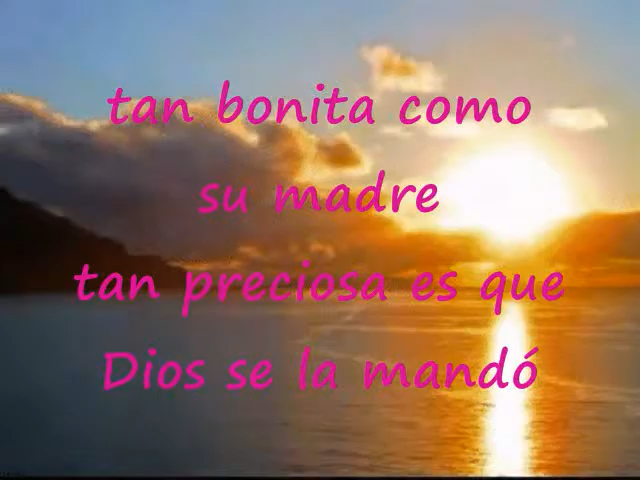 tan bonita como
su madre
tan preciosa es que
Dios se la mandó